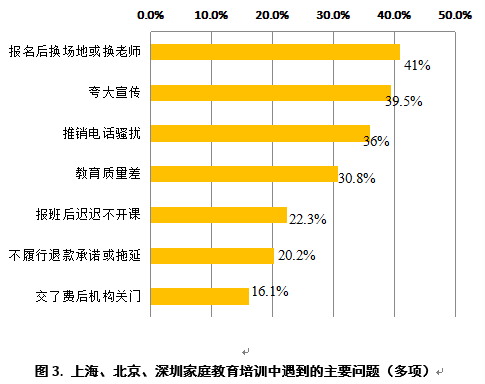 0.0% 10.0% 20.0% 30.0% 40.0% 50.0%
报名后换场地或换老师 41%
夸大宣传 39.5%
推销电话骚扰 36%
教育质量差 30.8%
报班后迟迟不开课 22.3%
不履行退款承诺或拖延 20.2%
交了费后机构关门 16.1%
图 3. 上海、北京、深圳家庭教育培训中遇到的主要问题（多项）